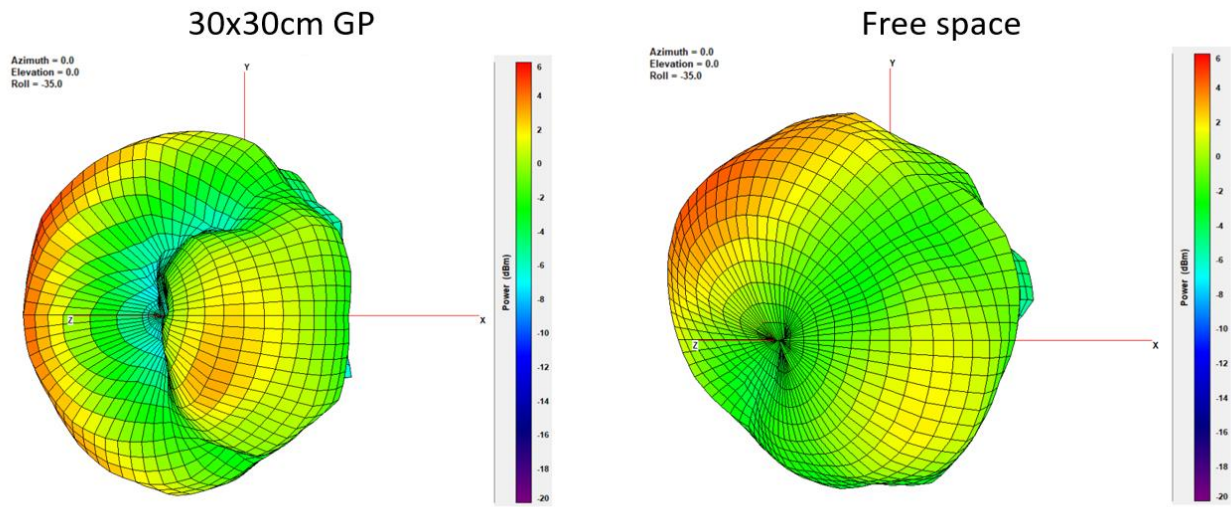 30x30cm GP
Azimuth = 0.0
Elevation = 0.0
Roll = -35.0
Y
Z
X
Power (dBm)
6
4
2
0
-2
-4
-6
-8
-10
-12
-14
-16
-18
-20
Free space
Azimuth = 0.0
Elevation = 0.0
Roll = -35.0
Y
Z
X
Power (dBm)
6
4
2
0
-2
-4
-6
-8
-10
-12
-14
-16
-18
-20